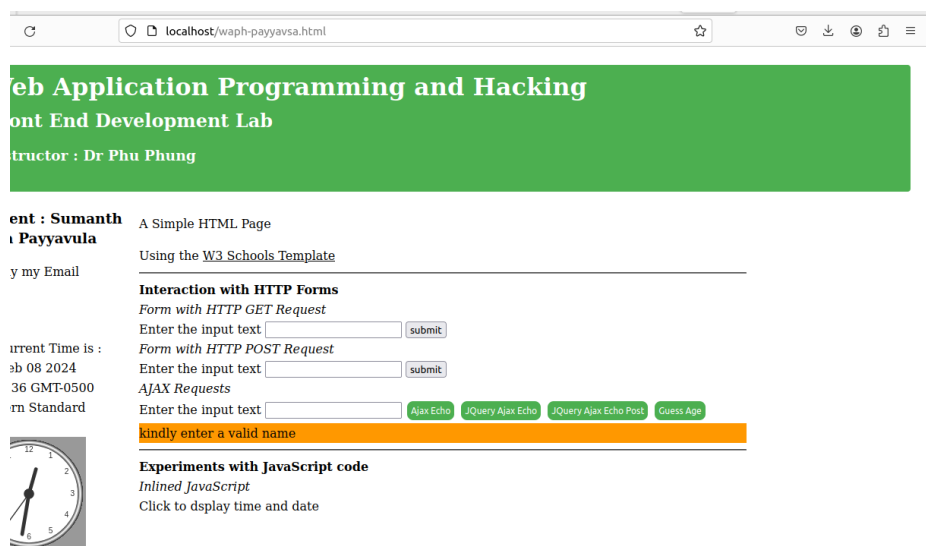 localhost/waph-payyavsa.html
eb Application Programming and Hacking
ont End Development Lab
structor : Dr Phu Phung
ent : Sumanth
Payyavula
y my Email
urrent Time is :
eb 08 2024
36 GMT-0500
rn Standard
12
1
2
3
4
5
6
A Simple HTML Page
Using the W3 Schools Template
Interaction with HTTP Forms
Form with HTTP GET Request
Enter the input text submit
Form with HTTP POST Request
Enter the input text submit
AJAX Requests
Enter the input text Ajax Echo JQuery Ajax Echo JQuery Ajax Echo Post Guess Age
kindly enter a valid name
Experiments with JavaScript code
Inlined JavaScript
Click to dsplay time and date